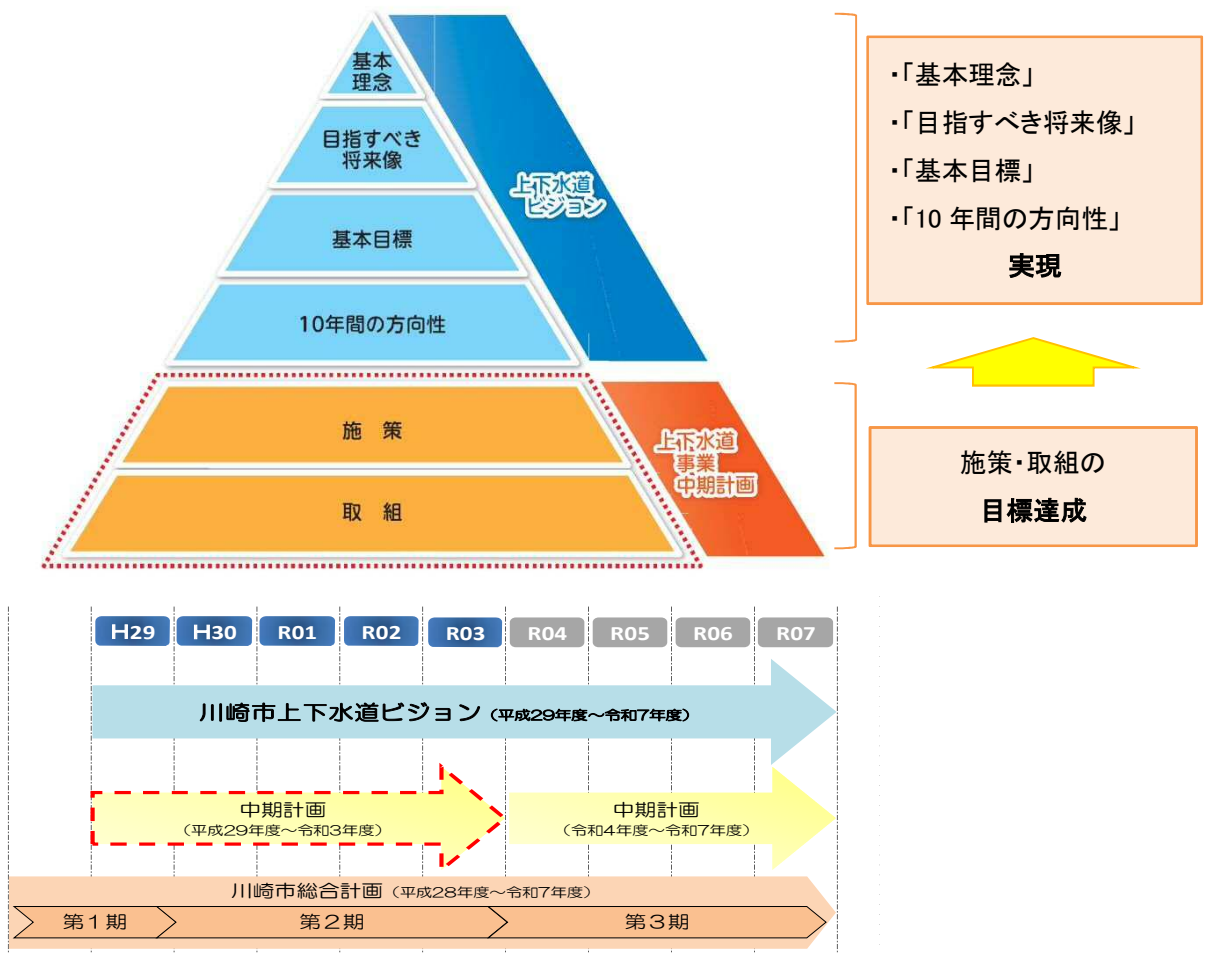 基本
理念
目指すべき
将来像
基本目標
10年間の方向性
施　策
取　組
上下水道
ビジョン
上下水道
事業
中期計画
・「基本理念」
・「目指すべき将来像」
・「基本目標」
・「10 年間の方向性」
実現
施策・取組の
目標達成
H29 H30 R01 R02 R03 R04 R05 R06 R07
川崎市上下水道ビジョン（平成29年度～令和7年度）
中期計画
（平成29年度～令和3年度）
中期計画
（令和4年度～令和7年度）
川崎市総合計画（平成28年度～令和7年度）
第１期 第２期 第３期